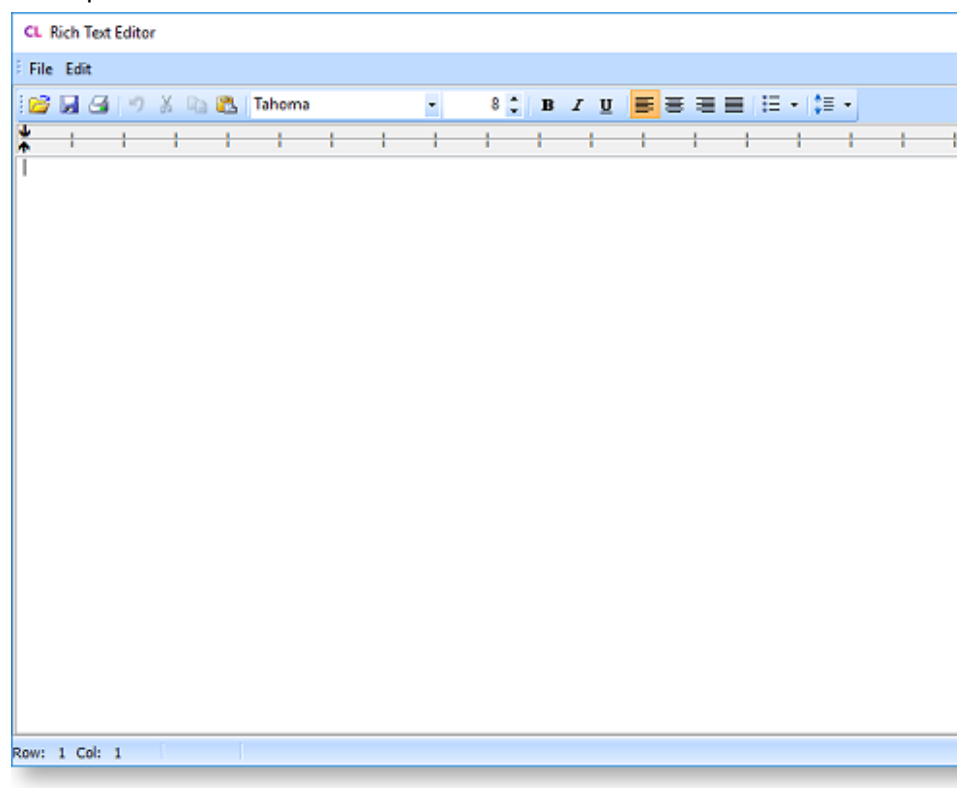 CL Rich Text Editor
File Edit
Tahoma 8 B I U
Row: 1 Col: 1